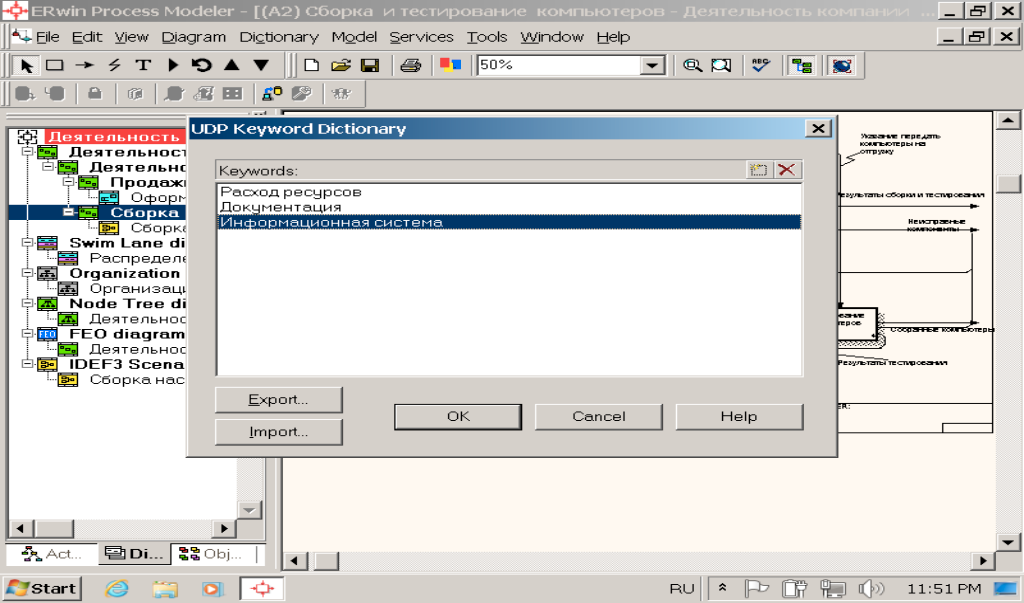 ERwin Process Modeler - [(A2) Сборка и тестирование компьютеров - Деятельность компании ...
File Edit View Diagram Dictionary Model Services Tools Window Help
50%
ABC
UDP Keyword Dictionary
Keywords:
Расход ресурсов
Документация
Информационная система
Export...
Import...
OK
Cancel
Help
Деятельность
Деятельност
Деятельно
Продаж
Оформ
Сборка
Сборка
Swim Lane di
Распределе
Organization
Организаци
Node Tree di
Деятельнос
FEO diagram
FEO
Деятельнос
IDEF3 Scena
Сборка нас
Указание передать
компьютеры на
отгрузку
езультаты сборки и тестирования
Неисправные
компоненты
Собранные компьютеры
Результаты тестирования
Act...
Di...
Obj...
Start
RU
11:51 PM